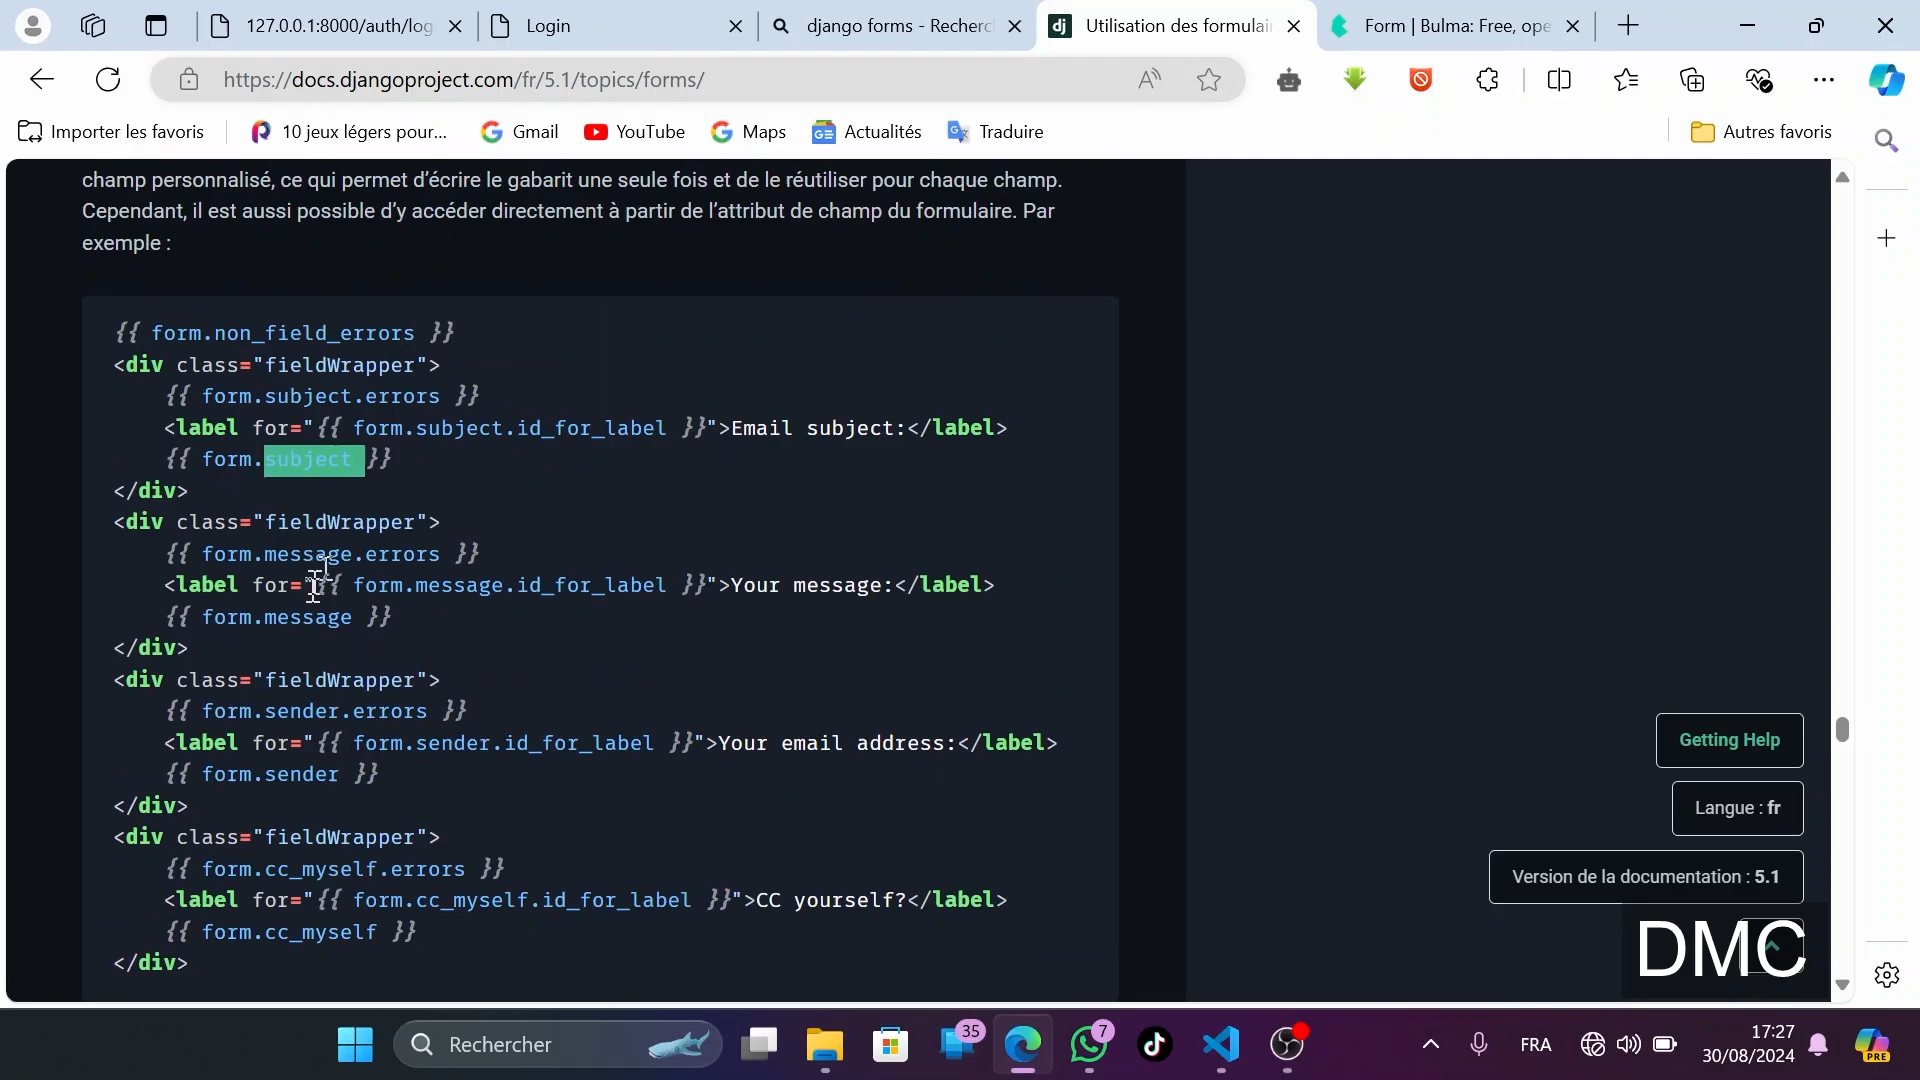 127.0.0.1:8000/auth/log
Login
django forms - Recherc
Utilisation des formulair
Form | Bulma: Free, ope
https://docs.djangoproject.com/fr/5.1/topics/forms/
Importer les favoris
10 jeux légers pour...
Gmail
YouTube
Maps
Actualités
Traduire
Autres favoris
champ personnalisé, ce qui permet d’écrire le gabarit une seule fois et de le réutiliser pour chaque champ.
Cependant, il est aussi possible d’y accéder directement à partir de l’attribut de champ du formulaire. Par
exemple :
{{ form.non_field_errors }}
<div class="fieldWrapper">
{{ form.subject.errors }}
<label for="{{ form.subject.id_for_label }}">Email subject:</label>
{{ form.subject }}
</div>
<div class="fieldWrapper">
{{ form.message.errors }}
<label for="{{ form.message.id_for_label }}">Your message:</label>
{{ form.message }}
</div>
<div class="fieldWrapper">
{{ form.sender.errors }}
<label for="{{ form.sender.id_for_label }}">Your email address:</label>
{{ form.sender }}
</div>
<div class="fieldWrapper">
{{ form.cc_myself.errors }}
<label for="{{ form.cc_myself.id_for_label }}">CC yourself?</label>
{{ form.cc_myself }}
</div>
Getting Help
Langue : fr
Version de la documentation : 5.1
DMC
Rechercher
35
7
FRA
17:27
30/08/2024
PRE